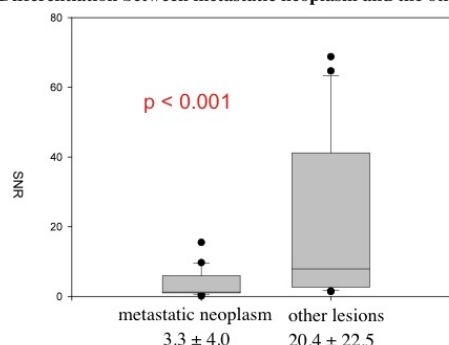 Differentiation between metastatic neoplasm and the
80
60
p < 0.001
40
SNR
20
0
metastatic neoplasm other lesions
3.3 ± 4.0 20.4 ± 22.5